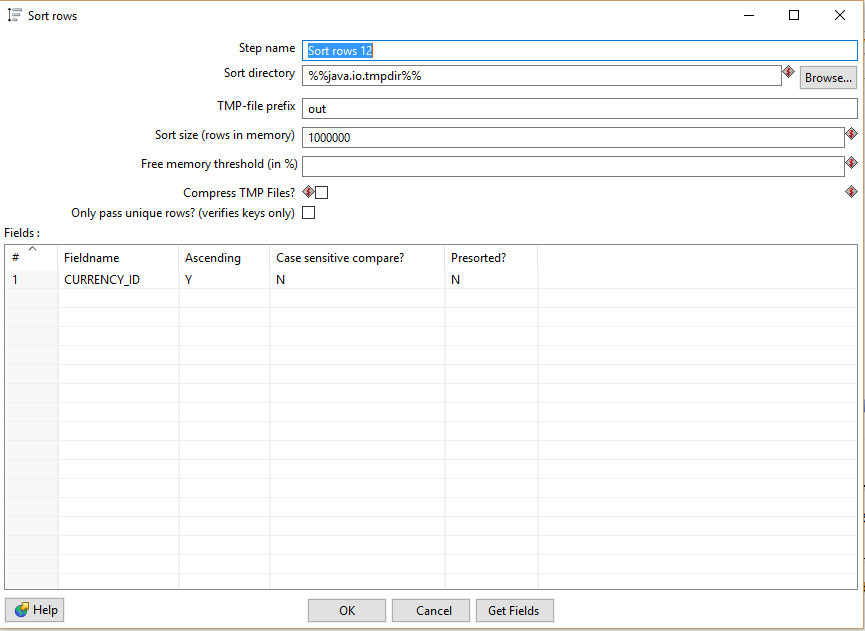 Sort rows
Step name Sort rows 12
Sort directory %%java.io.tmpdir%% Browse...
TMP-file prefix out
Sort size (rows in memory) 1000000
Free memory threshold (in %)
Compress TMP Files?
Only pass unique rows? (verifies keys only)
Fields :
# Fieldname Ascending Case sensitive compare? Presorted?
1 CURRENCY_ID Y N N
Help OK Cancel Get Fields